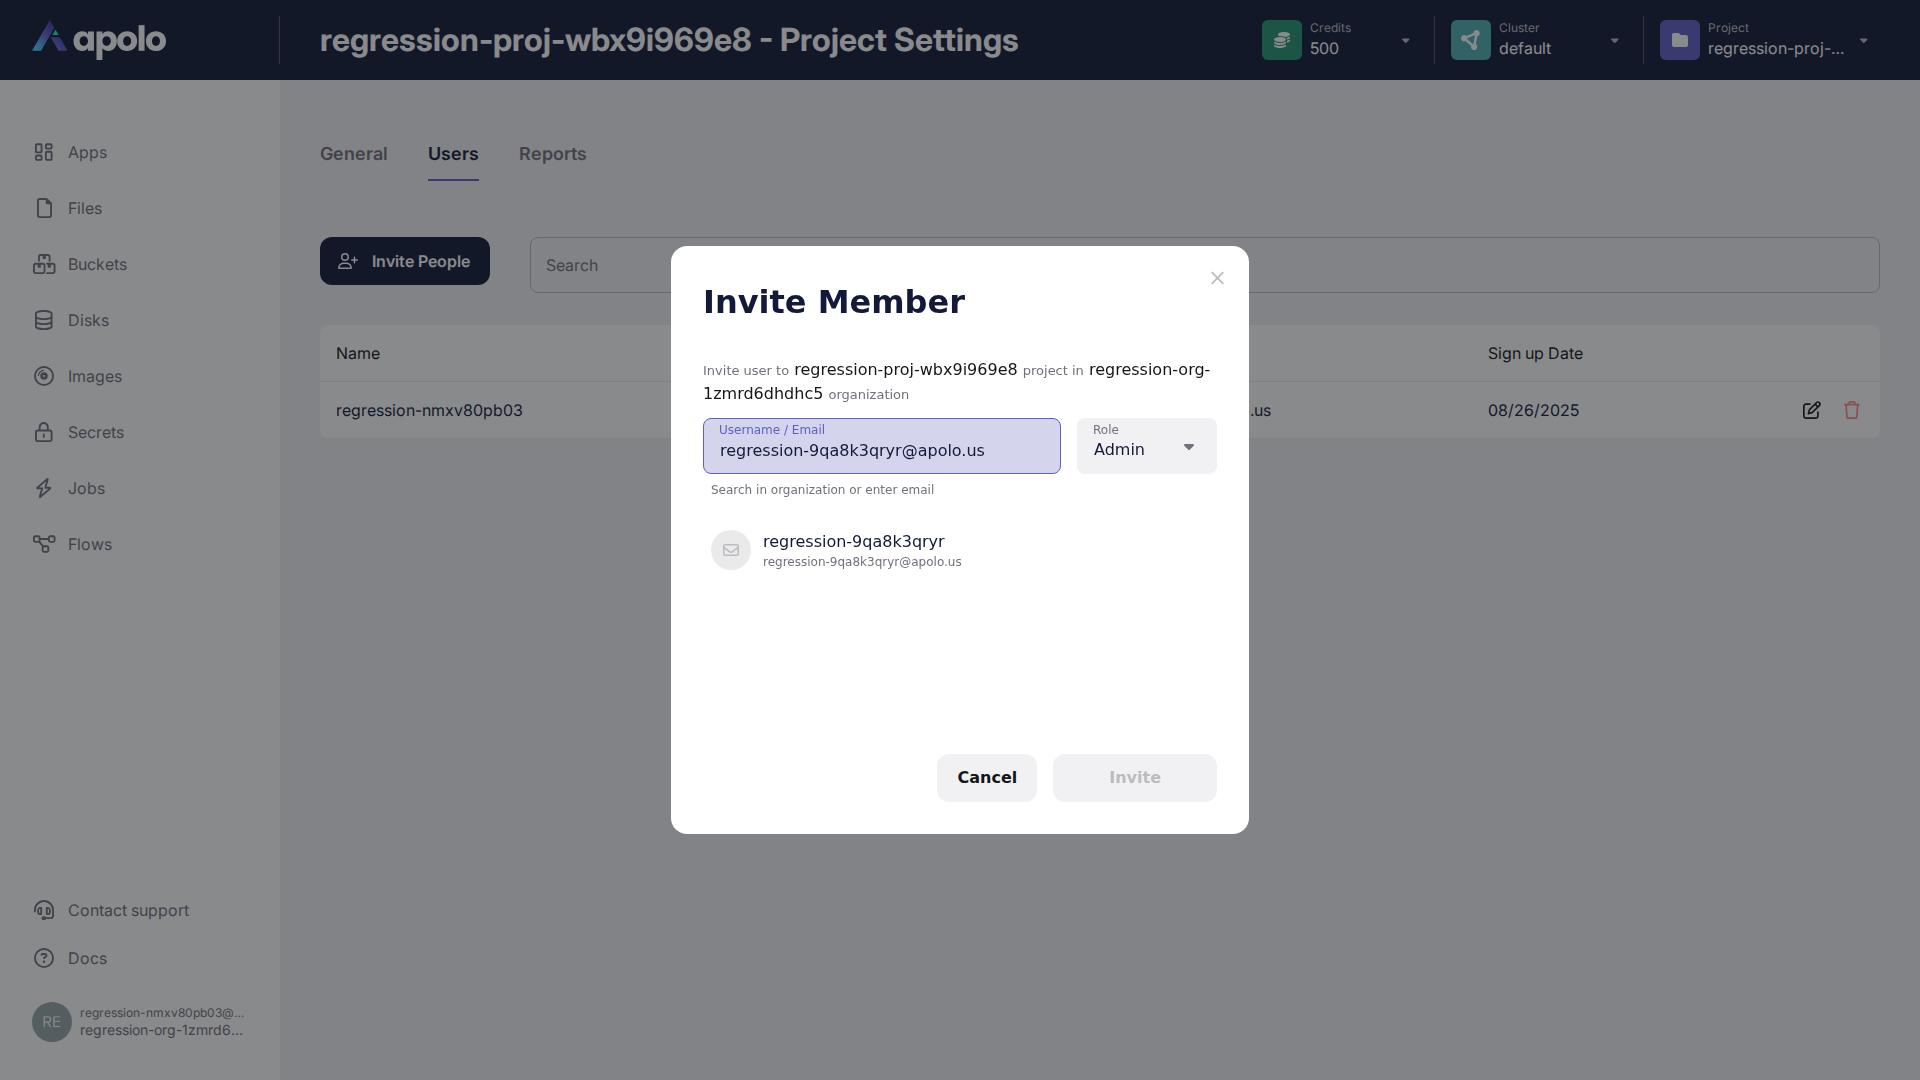 apolo
regression-proj-wbx9i969e8 - Project Settings
Credits
500
Cluster
default
Project
regression-proj-...
Apps
Files
Buckets
Disks
Images
Secrets
Jobs
Flows
Contact support
Docs
RE
regression-nmxv80pb03@...
regression-org-1zmrd6...
General
Users
Reports
Invite People
Search
Name
Sign up Date
regression-nmxv80pb03
.us
08/26/2025
Invite Member
Invite user to regression-proj-wbx9i969e8 project in regression-org-
1zmrd6dhdhc5 organization
Username / Email
regression-9qa8k3qryr@apolo.us
Role
Admin
Search in organization or enter email
regression-9qa8k3qryr
regression-9qa8k3qryr@apolo.us
Cancel
Invite